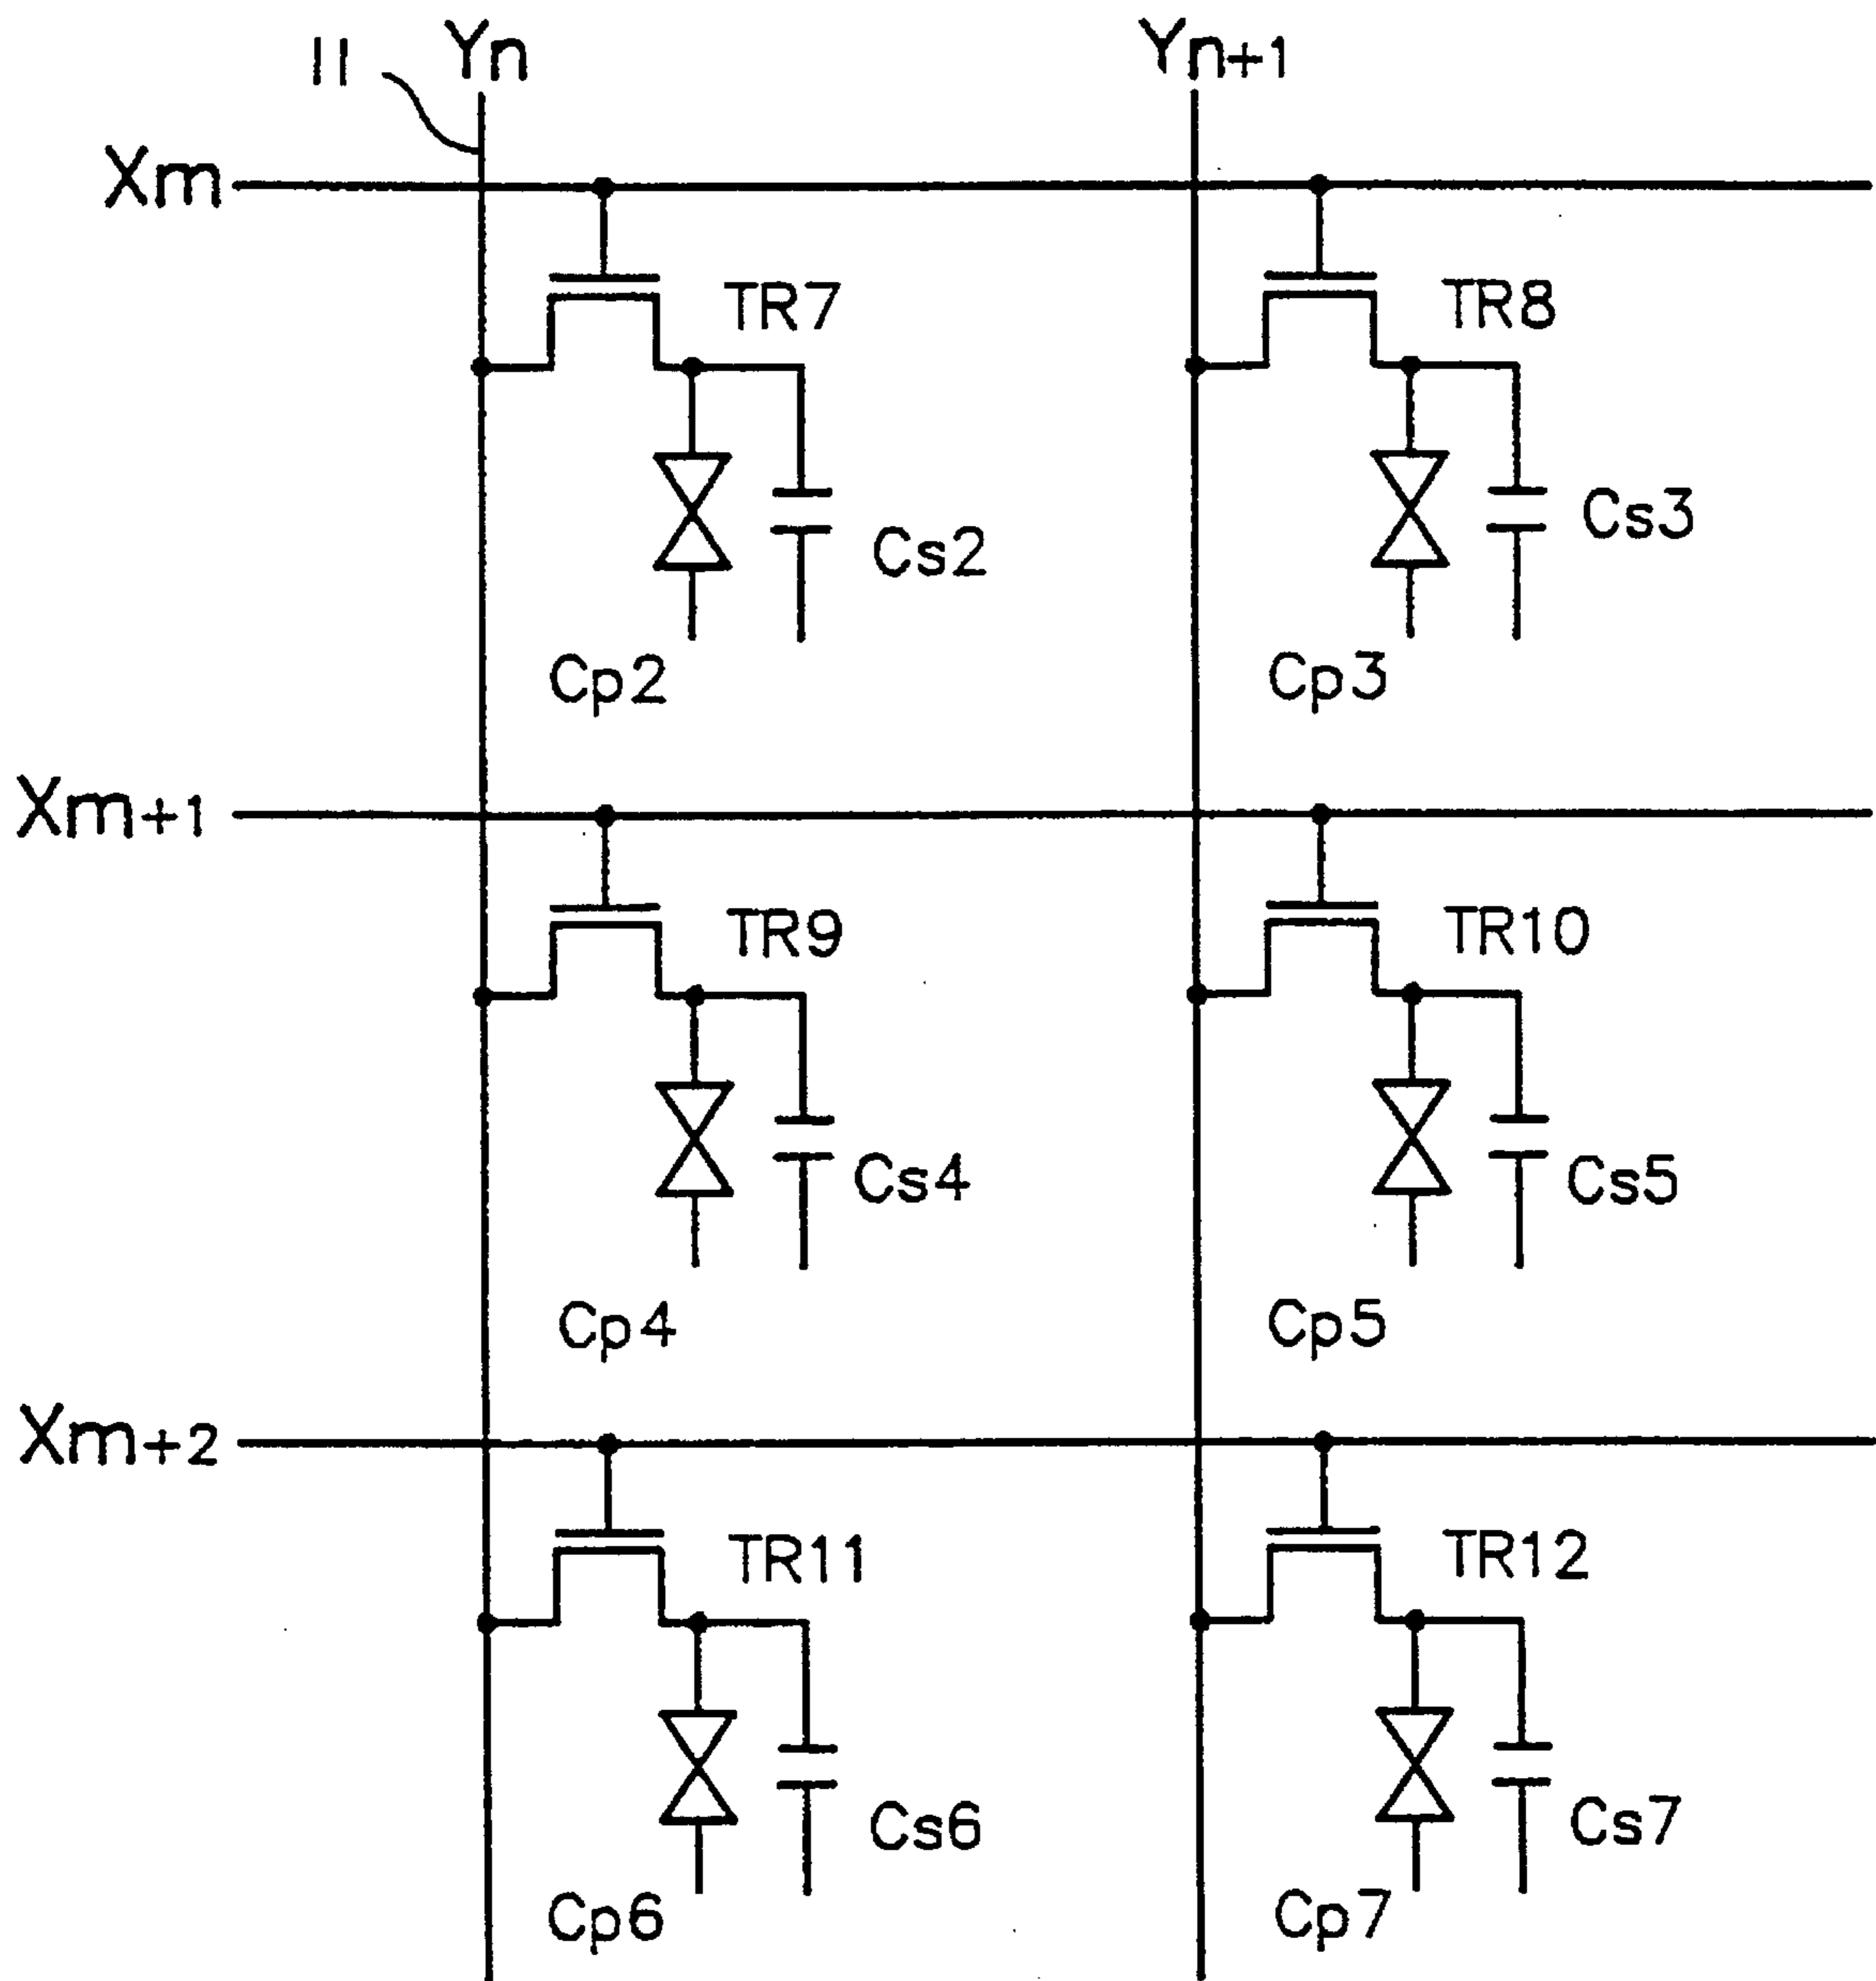 11 Yn Yn+1
Xm
TR7 TR8
Cs2 Cs3
Cp2 Cp3
Xm+1
TR9 TR10
Cs4 Cs5
Cp4 Cp5
Xm+2
TR11 TR12
Cs6 Cs7
Cp6 Cp7